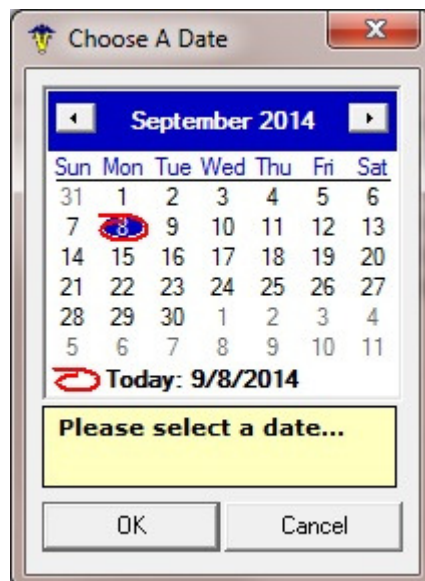 Choose A Date
September 2014
Sun Mon Tue Wed Thu Fri Sat
31 1 2 3 4 5 6
7 8 9 10 11 12 13
14 15 16 17 18 19 20
21 22 23 24 25 26 27
28 29 30 1 2 3 4
5 6 7 8 9 10 11
Today: 9/8/2014
Please select a date...
OK Cancel